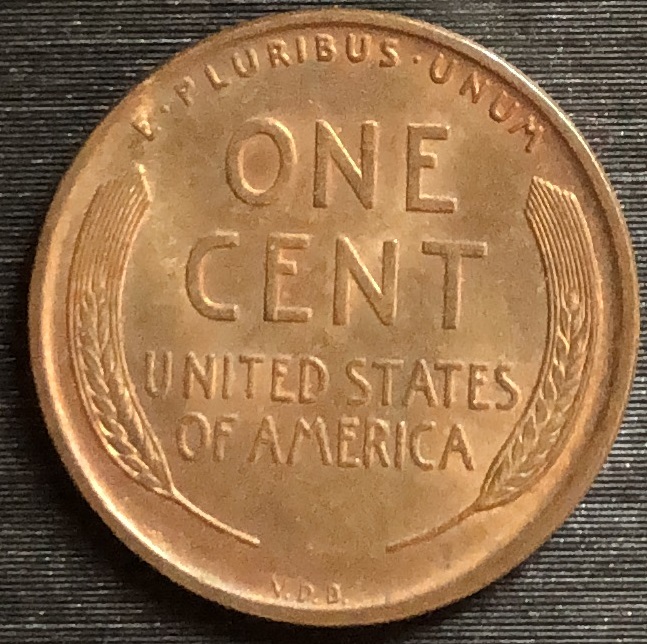 E·PLURIBUS·UNUM
ONE
CENT
UNITED STATES
OF AMERICA
V.D.B.